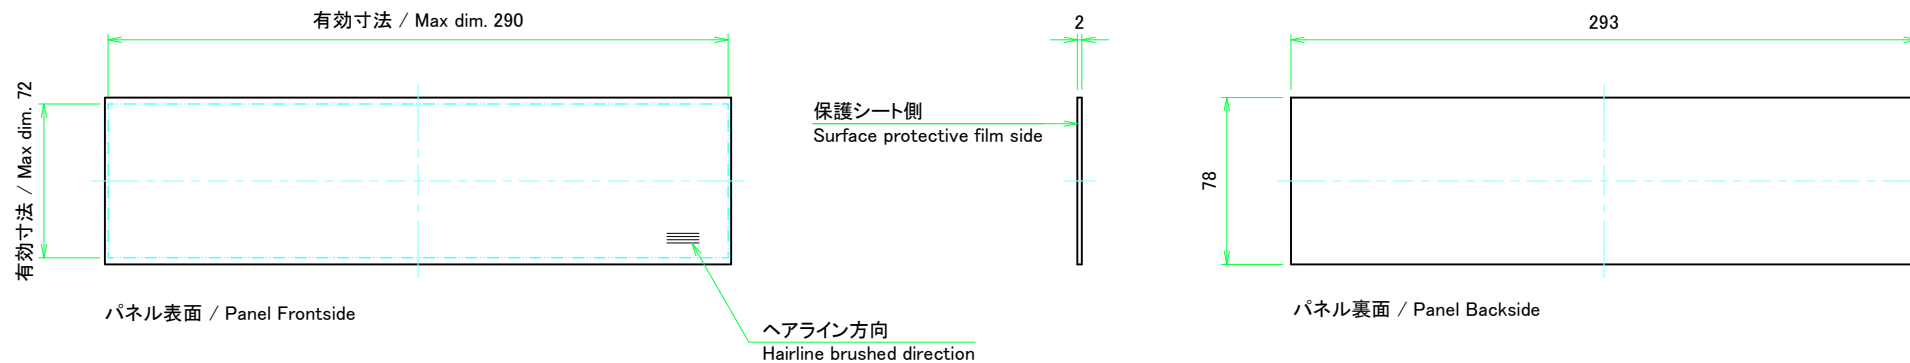 有効寸法 / Max dim. 290
2
293
有効寸法 / Max dim. 72
保護シート側
Surface protective film side
78
パネル表面 / Panel Frontside
パネル裏面 / Panel Backside
ヘアライン方向
Hairline brushed direction